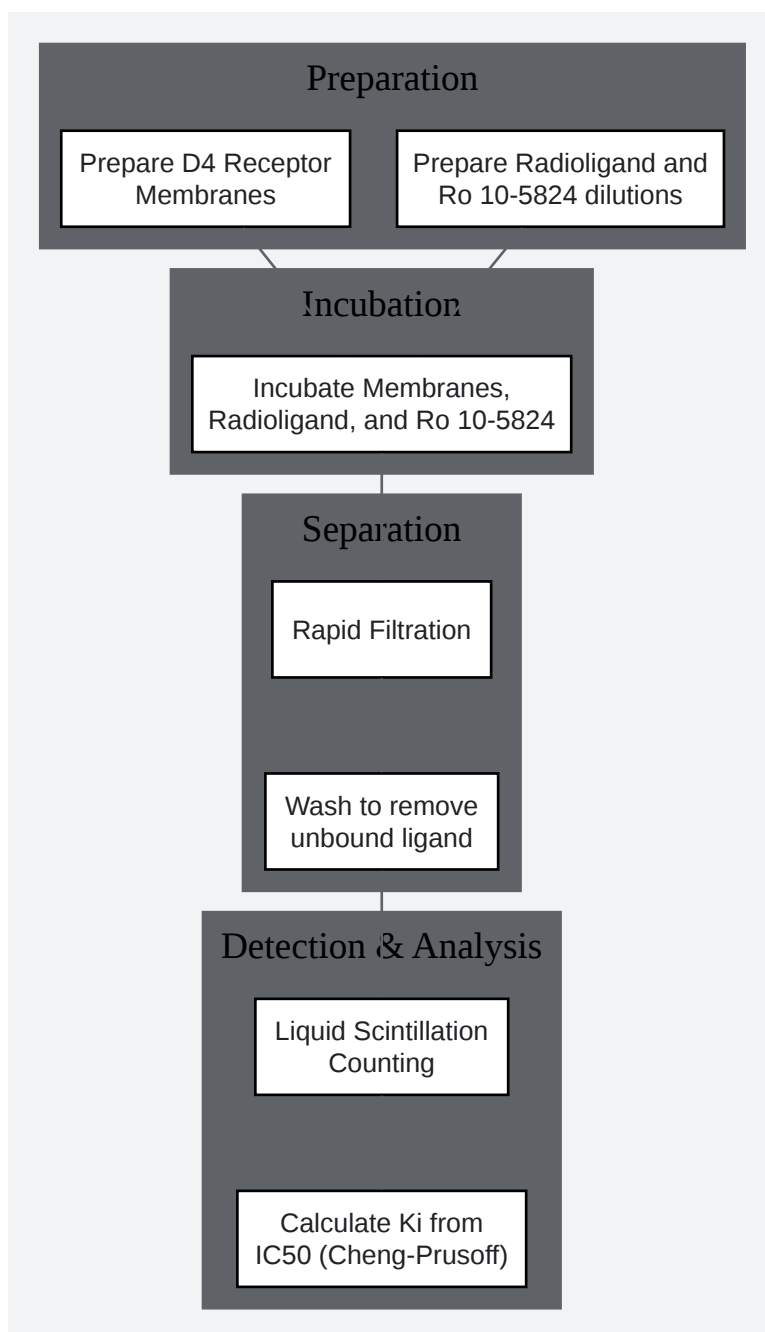 Preparation
Prepare D4 Receptor
Membranes
Prepare Radioligand and
Ro 10-5824 dilutions
Incubation
Incubate Membranes,
Radioligand, and Ro 10-5824
Separation
Rapid Filtration
Wash to remove
unbound ligand
Detection & Analysis
Liquid Scintillation
Counting
Calculate Ki from
IC50 (Cheng-Prusoff)